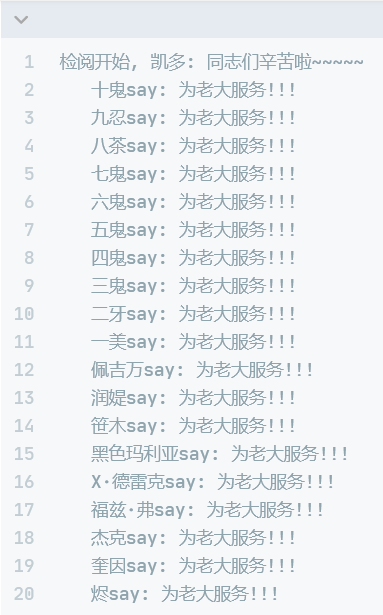 1 检阅开始, 凯多: 同志们辛苦啦~~~~~
2 十鬼say: 为老大服务!!!
3 九忍say: 为老大服务!!!
4 八茶say: 为老大服务!!!
5 七鬼say: 为老大服务!!!
6 六鬼say: 为老大服务!!!
7 五鬼say: 为老大服务!!!
8 四鬼say: 为老大服务!!!
9 三鬼say: 为老大服务!!!
10 二牙say: 为老大服务!!!
11 一美say: 为老大服务!!!
12 佩吉万say: 为老大服务!!!
13 润媞say: 为老大服务!!!
14 笹木say: 为老大服务!!!
15 黑色玛利亚say: 为老大服务!!!
16 X·德雷克say: 为老大服务!!!
17 福兹·弗say: 为老大服务!!!
18 杰克say: 为老大服务!!!
19 奎因say: 为老大服务!!!
20 烬say: 为老大服务!!!